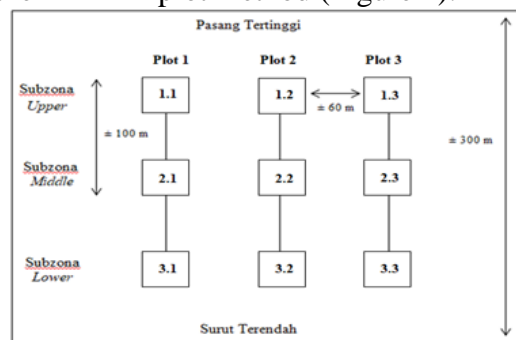 Pasang Tertinggi
Plot 1 Plot 2 Plot 3
Subzona
Upper
1.1 1.2 1.3
± 60 m
± 100 m
± 300 m
Subzona
Middle
2.1 2.2 2.3
Subzona
Lower
3.1 3.2 3.3
Surut Terendah